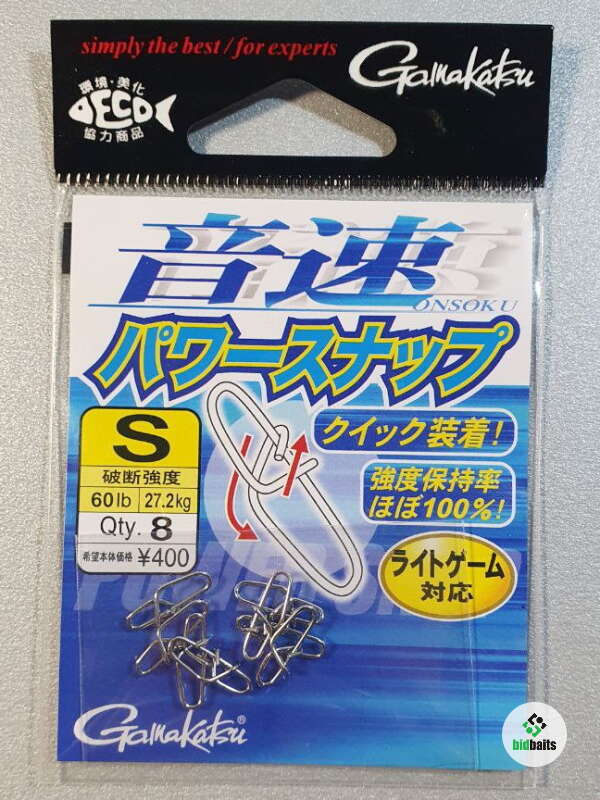 simply the best / for experts
Gamakatsu
環境・美化
ECO
協力商品
音速
ONSOKU
パワースナップ
S
破断強度
60lb 27.2kg
Qty. 8
希望本体価格 ¥400
クイック装着!
強度保持率
ほぼ100%!
ライトゲーム
対応
Gamakatsu®
bidbaits